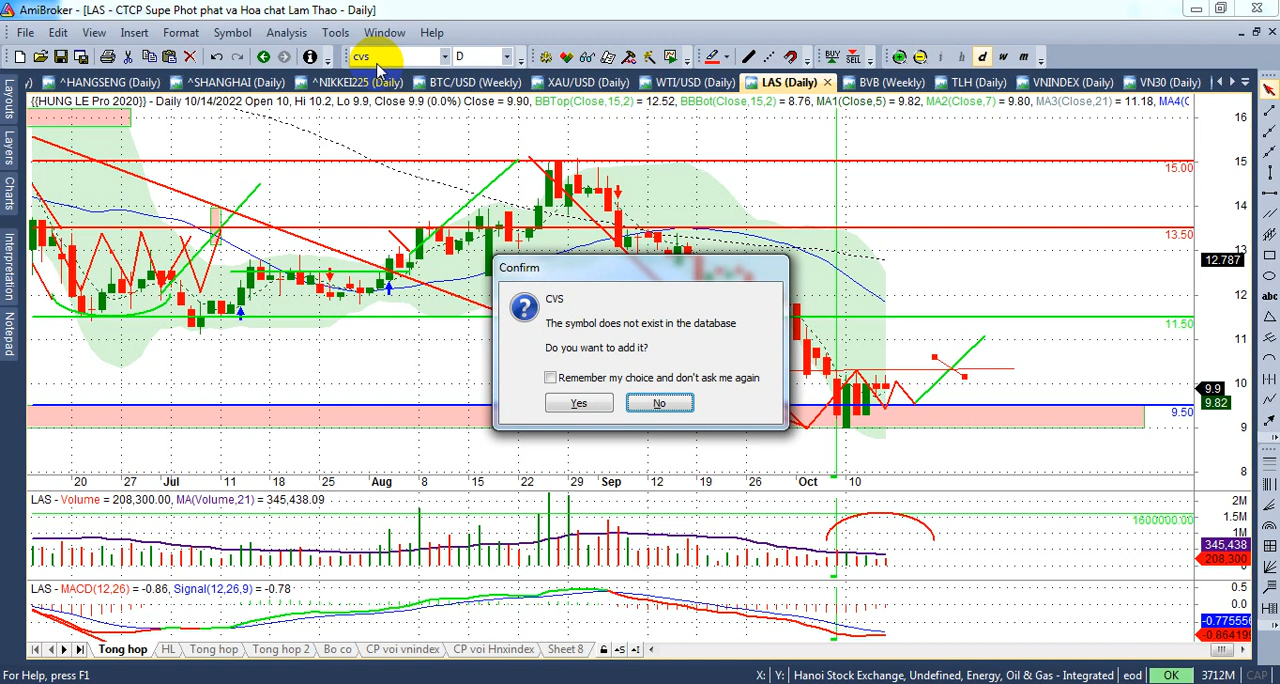 AmiBroker - [LAS - CTCP Supe Phot phat va Hoa chat Lam Thao - Daily]
File Edit View Insert Format Symbol Analysis Tools Window Help
cvs D BUY SELL i h d w m
^HANGSENG (Daily) ^SHANGHAI (Daily) ^NIKKEI225 (Daily) BTC/USD (Weekly) XAU/USD (Daily) WTI/USD (Daily) LAS (Daily) BVB (Weekly) TLH (Daily) VNINDEX (Daily) VN30 (Daily)
{{HUNG LE Pro 2020}} - Daily 10/14/2022 Open 10, Hi 10.2, Lo 9.9, Close 9.9 (0.0%) Close = 9.90, BBTop(Close,15,2) = 12.52, BBBot(Close,15,2) = 8.76, MA1(Close,5) = 9.82, MA2(Close,7) = 9.80, MA3(Close,21) = 11.18, MA4(C
Layouts
Layers
Charts
Interpretation
Notepad
abc
16
15
15.00
14
13.50
13
12.787
12
11.50
11
10
9.9
9.82
9.50
9
8
Confirm
CVS
The symbol does not exist in the database
Do you want to add it?
Remember my choice and don't ask me again
Yes No
20 27 Jul 11 18 25 Aug 8 15 22 29 Sep 12 19 26 Oct 10
LAS - Volume = 208,300.00, MA(Volume,21) = 345,438.09
2M
1.5M
1600000.00
1M
345,438
208,300
LAS - MACD(12,26) = -0.86, Signal(12,26,9) = -0.78
0.5
0.0
-0.775556
-0.864199
Tong hop HL Tong hop Tong hop 2 Bo co CP voi vnindex CP voi Hnxindex Sheet 8
For Help, press F1 X: Y: Hanoi Stock Exchange, Undefined, Energy, Oil & Gas - Integrated eod OK 3712M CAP